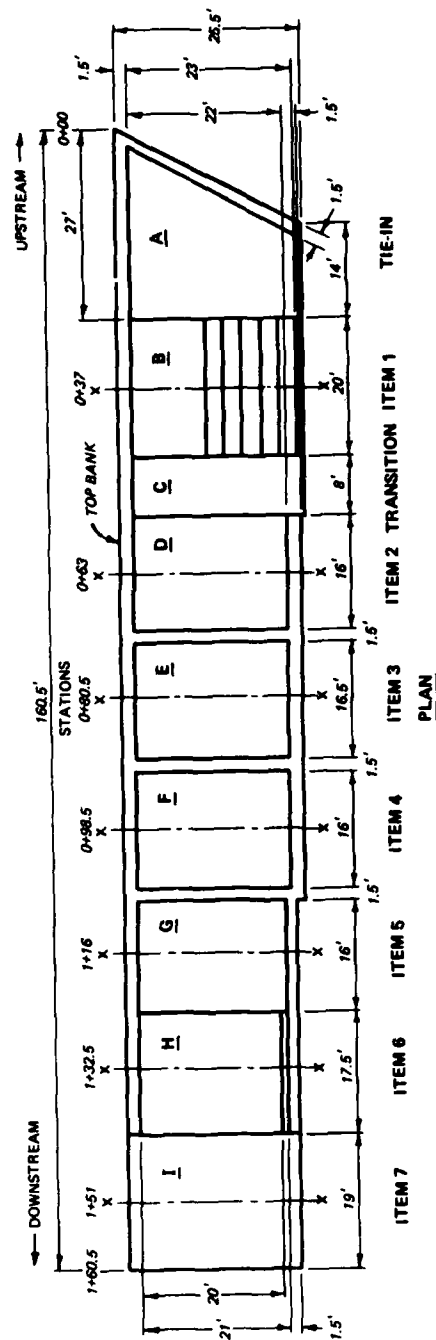 ← DOWNSTREAM
UPSTREAM →
160.5'
STATIONS
TOP BANK
1+60.5
1+51
1+32.5
1+16
0+98.5
0+80.5
0+63
0+37
0+00
27'
1.5'
26.5'
23'
22'
1.5'
I
H
G
F
E
D
C
B
A
20'
21'
1.5'
19'
17.5'
16'
1.5'
16'
1.5'
16.5'
1.5'
16'
8'
20'
14'
1.5'
ITEM 7
ITEM 6
ITEM 5
ITEM 4
ITEM 3
ITEM 2
TRANSITION
ITEM 1
TIE-IN
X X X X X X X X
X X X X X X X X
PLAN